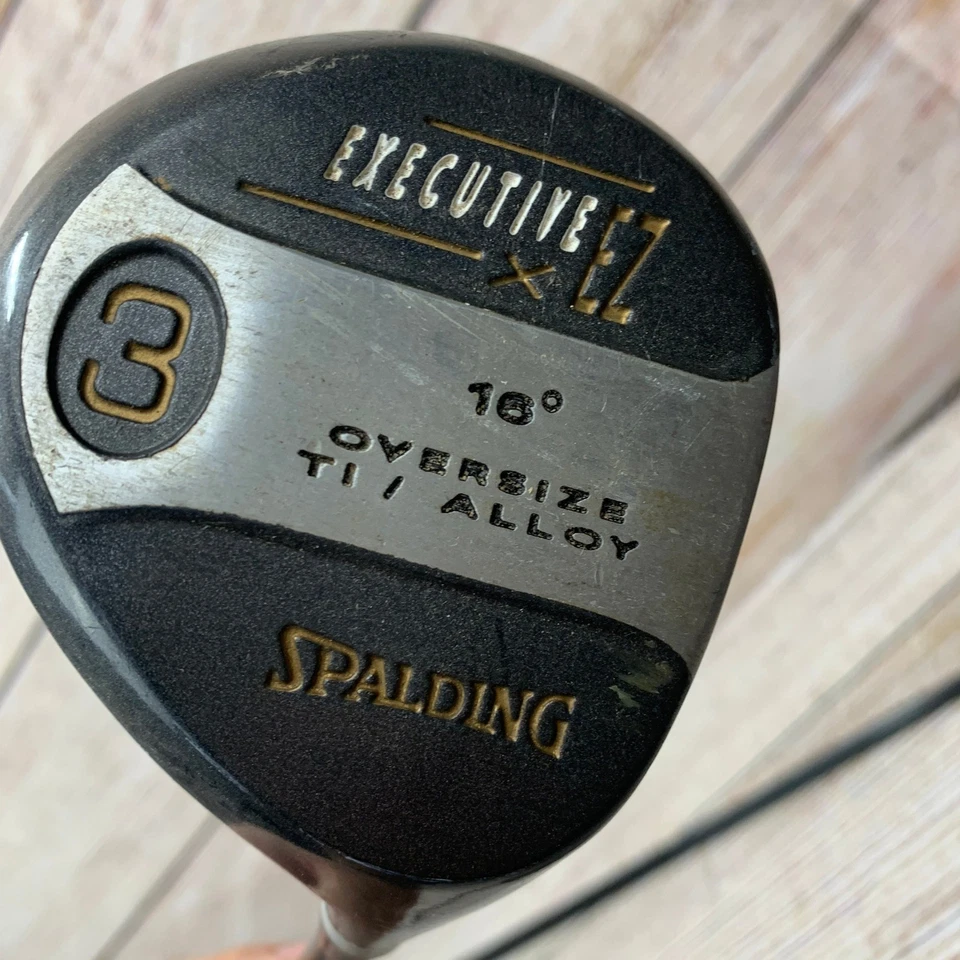 EXECUTIVE EZ
X
3
16°
OVERSIZE
TI / ALLOY
SPALDING